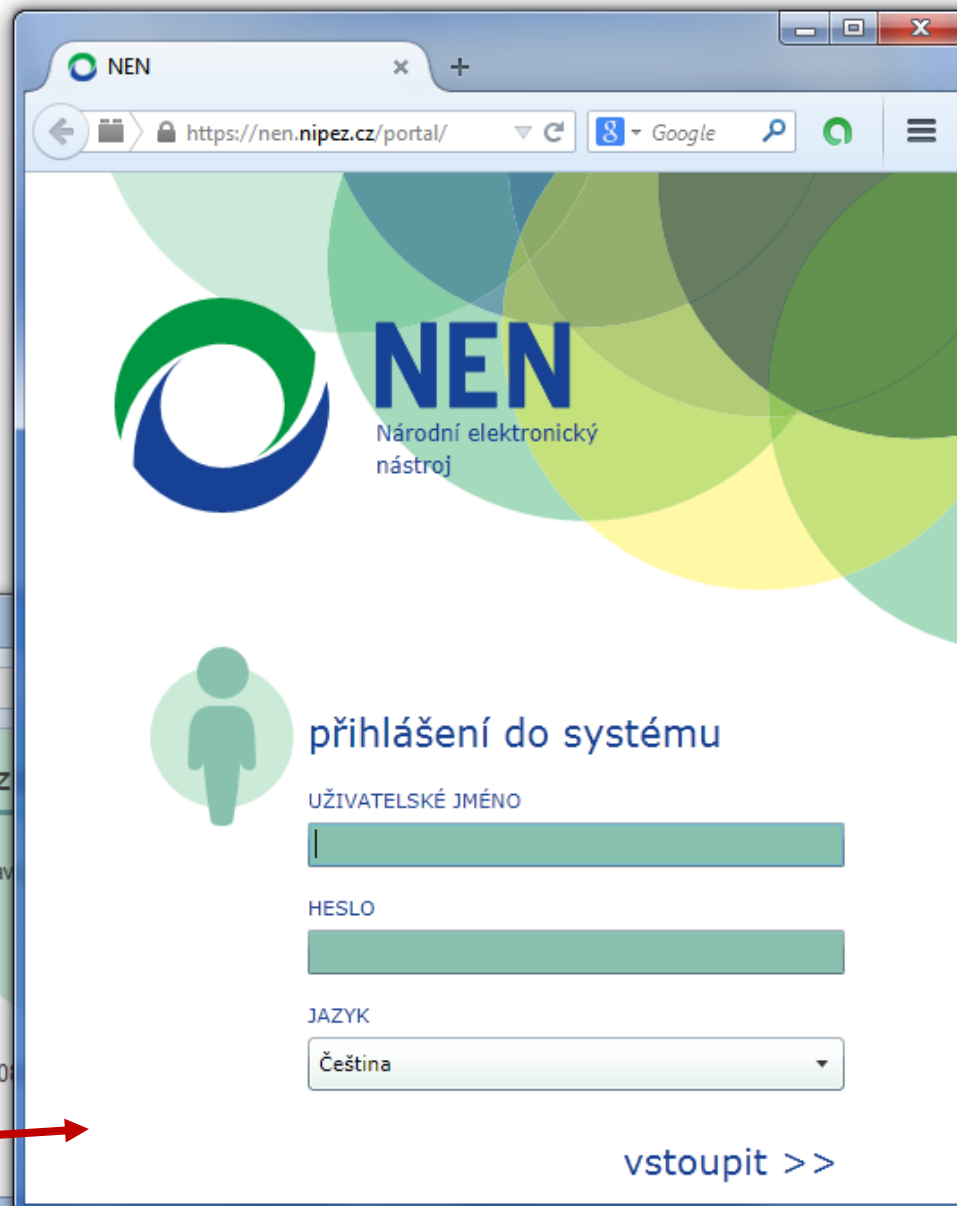 NEN
https://nen.nipez.cz/portal/
8 Google
NEN
Národní elektronický
nástroj
přihlášení do systému
UŽIVATELSKÉ JMÉNO
HESLO
JAZYK
Čeština
vstoupit >>